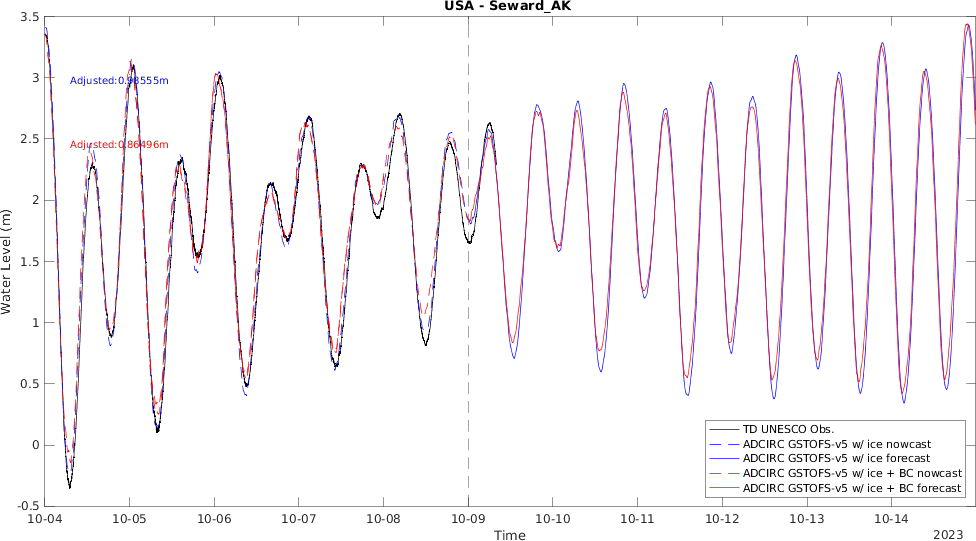 USA - Seward_AK
3.5
3
2.5
2
1.5
1
0.5
0
-0.5
Water Level (m)
Adjusted:0.98555m
Adjusted:0.86496m
TD UNESCO Obs.
ADCIRC GSTOFS-v5 w/ ice nowcast
ADCIRC GSTOFS-v5 w/ ice forecast
ADCIRC GSTOFS-v5 w/ ice + BC nowcast
ADCIRC GSTOFS-v5 w/ ice + BC forecast
10-04 10-05 10-06 10-07 10-08 10-09 10-10 10-11 10-12 10-13 10-14
Time
2023